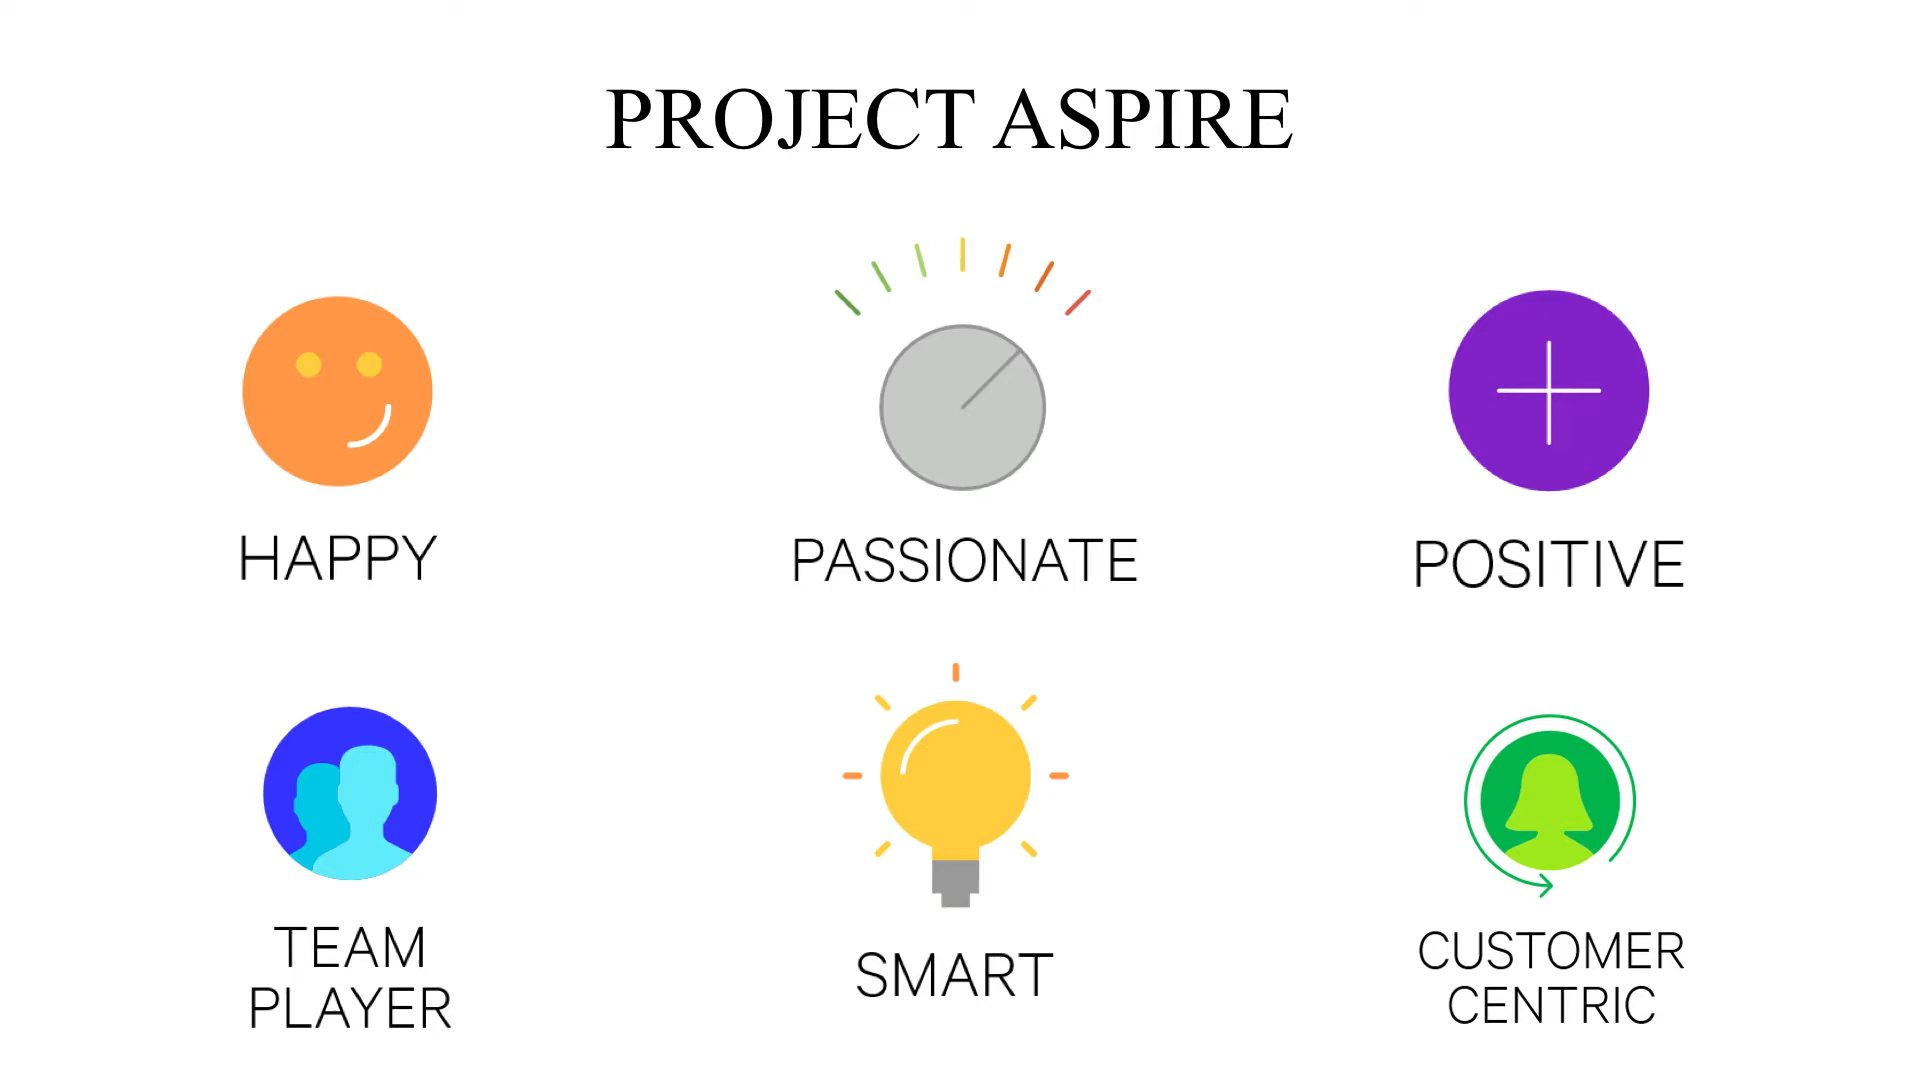 PROJECT ASPIRE
HAPPY
PASSIONATE
POSITIVE
TEAM
PLAYER
SMART
CUSTOMER
CENTRIC